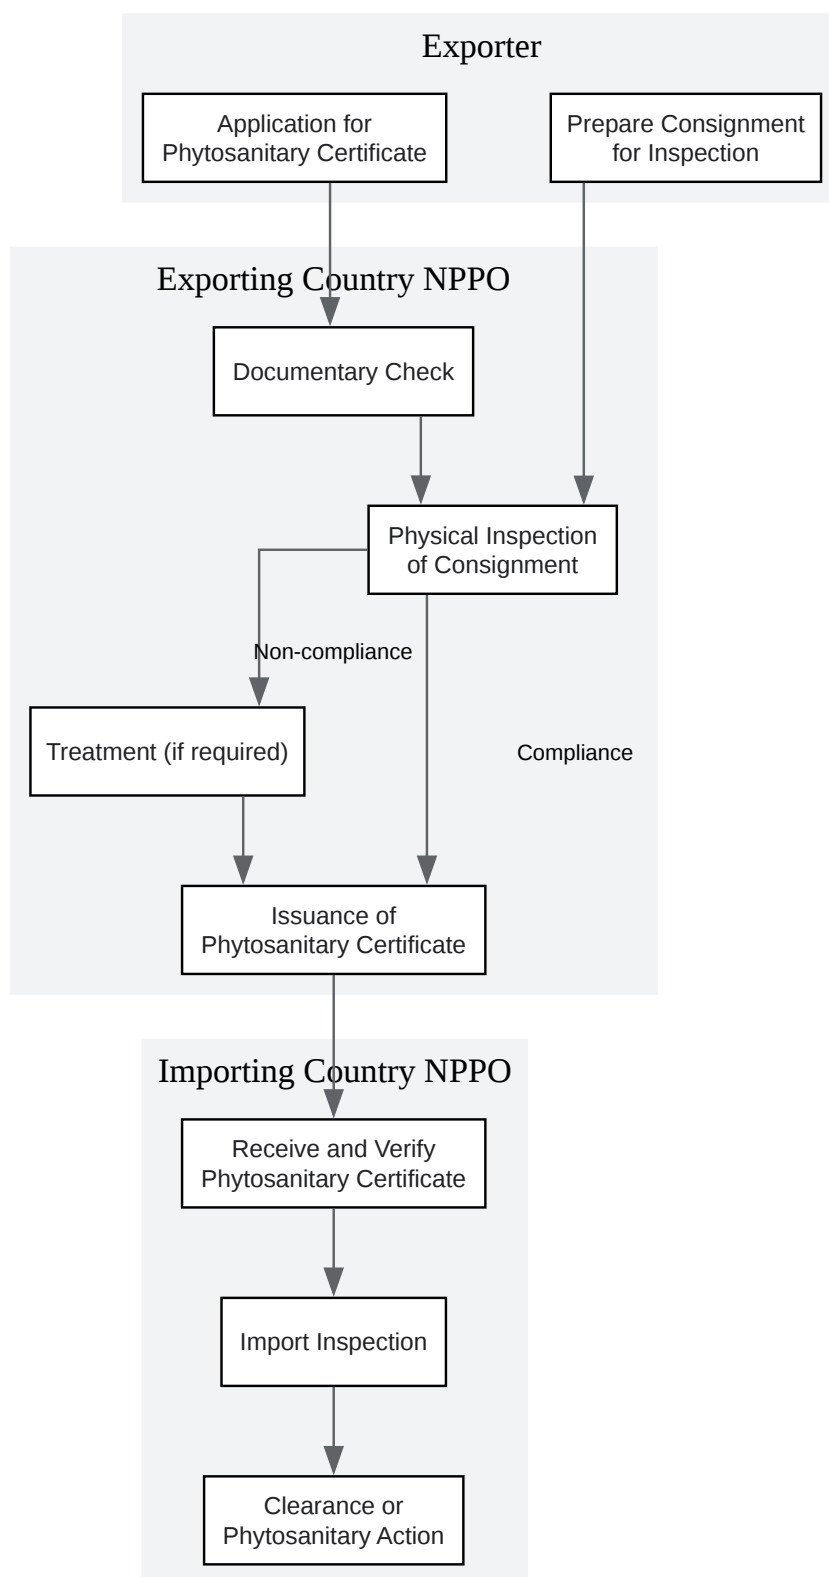 Exporter
Application for
Phytosanitary Certificate
Prepare Consignment
for Inspection
Exporting Country NPPO
Documentary Check
Physical Inspection
of Consignment
Non-compliance
Treatment (if required)
Compliance
Issuance of
Phytosanitary Certificate
Importing Country NPPO
Receive and Verify
Phytosanitary Certificate
Import Inspection
Clearance or
Phytosanitary Action